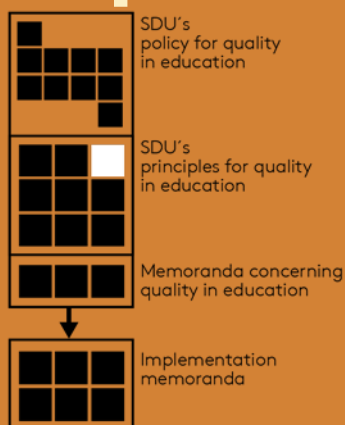 SDU´s
policy for quality
in education
SDU´s
principles for quality
in education
Memoranda concerning
quality in education
Implementation
memoranda